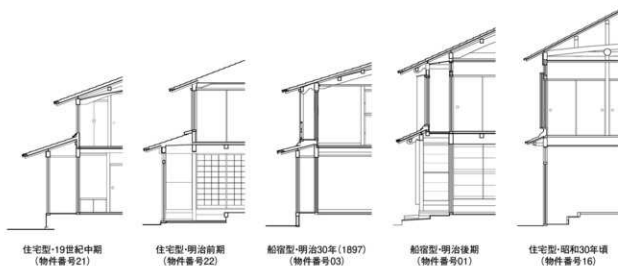 住宅型・19世紀中期
(物件番号21)
住宅型・明治前期
(物件番号22)
船宿型・明治30年(1897)
(物件番号03)
船宿型・明治後期
(物件番号01)
住宅型・昭和30年頃
(物件番号16)